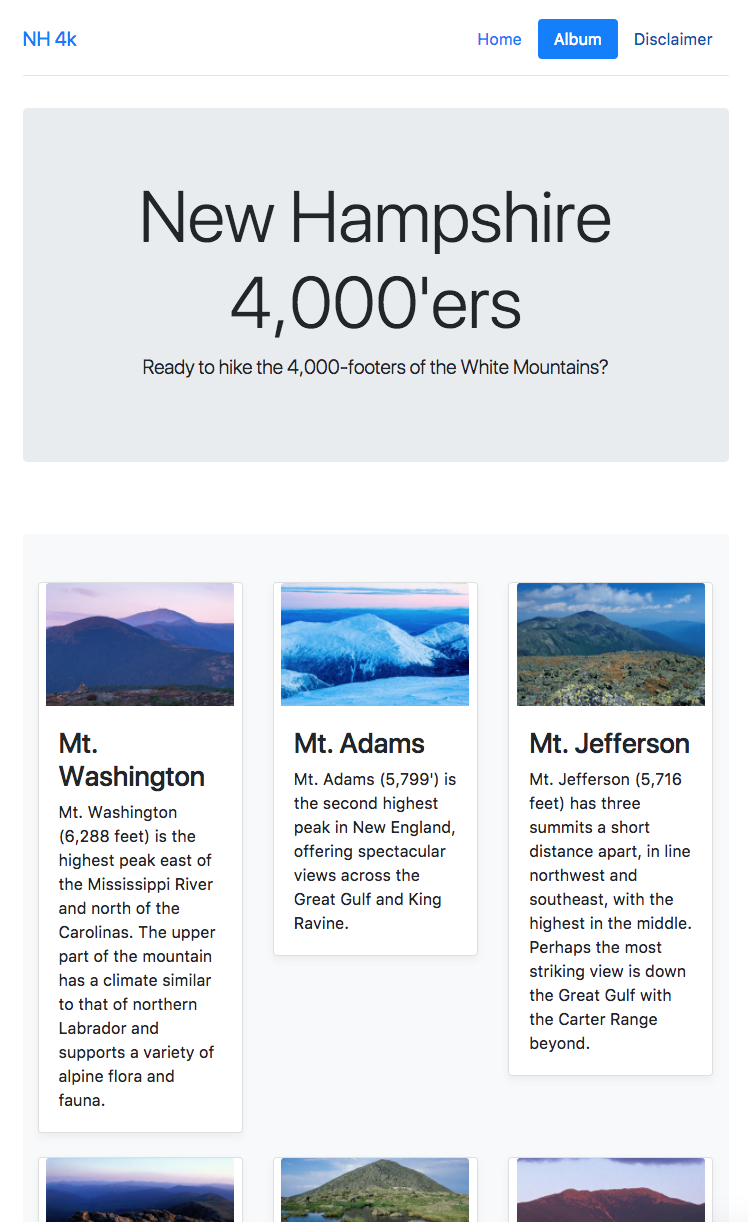 NH 4k
Home Album Disclaimer
New Hampshire
4,000'ers
Ready to hike the 4,000-footers of the White Mountains?
Mt.
Washington
Mt. Washington
(6,288 feet) is the
highest peak east of
the Mississippi River
and north of the
Carolinas. The upper
part of the mountain
has a climate similar
to that of northern
Labrador and
supports a variety of
alpine flora and
fauna.
Mt. Adams
Mt. Adams (5,799') is
the second highest
peak in New England,
offering spectacular
views across the
Great Gulf and King
Ravine.
Mt. Jefferson
Mt. Jefferson (5,716
feet) has three
summits a short
distance apart, in line
northwest and
southeast, with the
highest in the middle.
Perhaps the most
striking view is down
the Great Gulf with
the Carter Range
beyond.